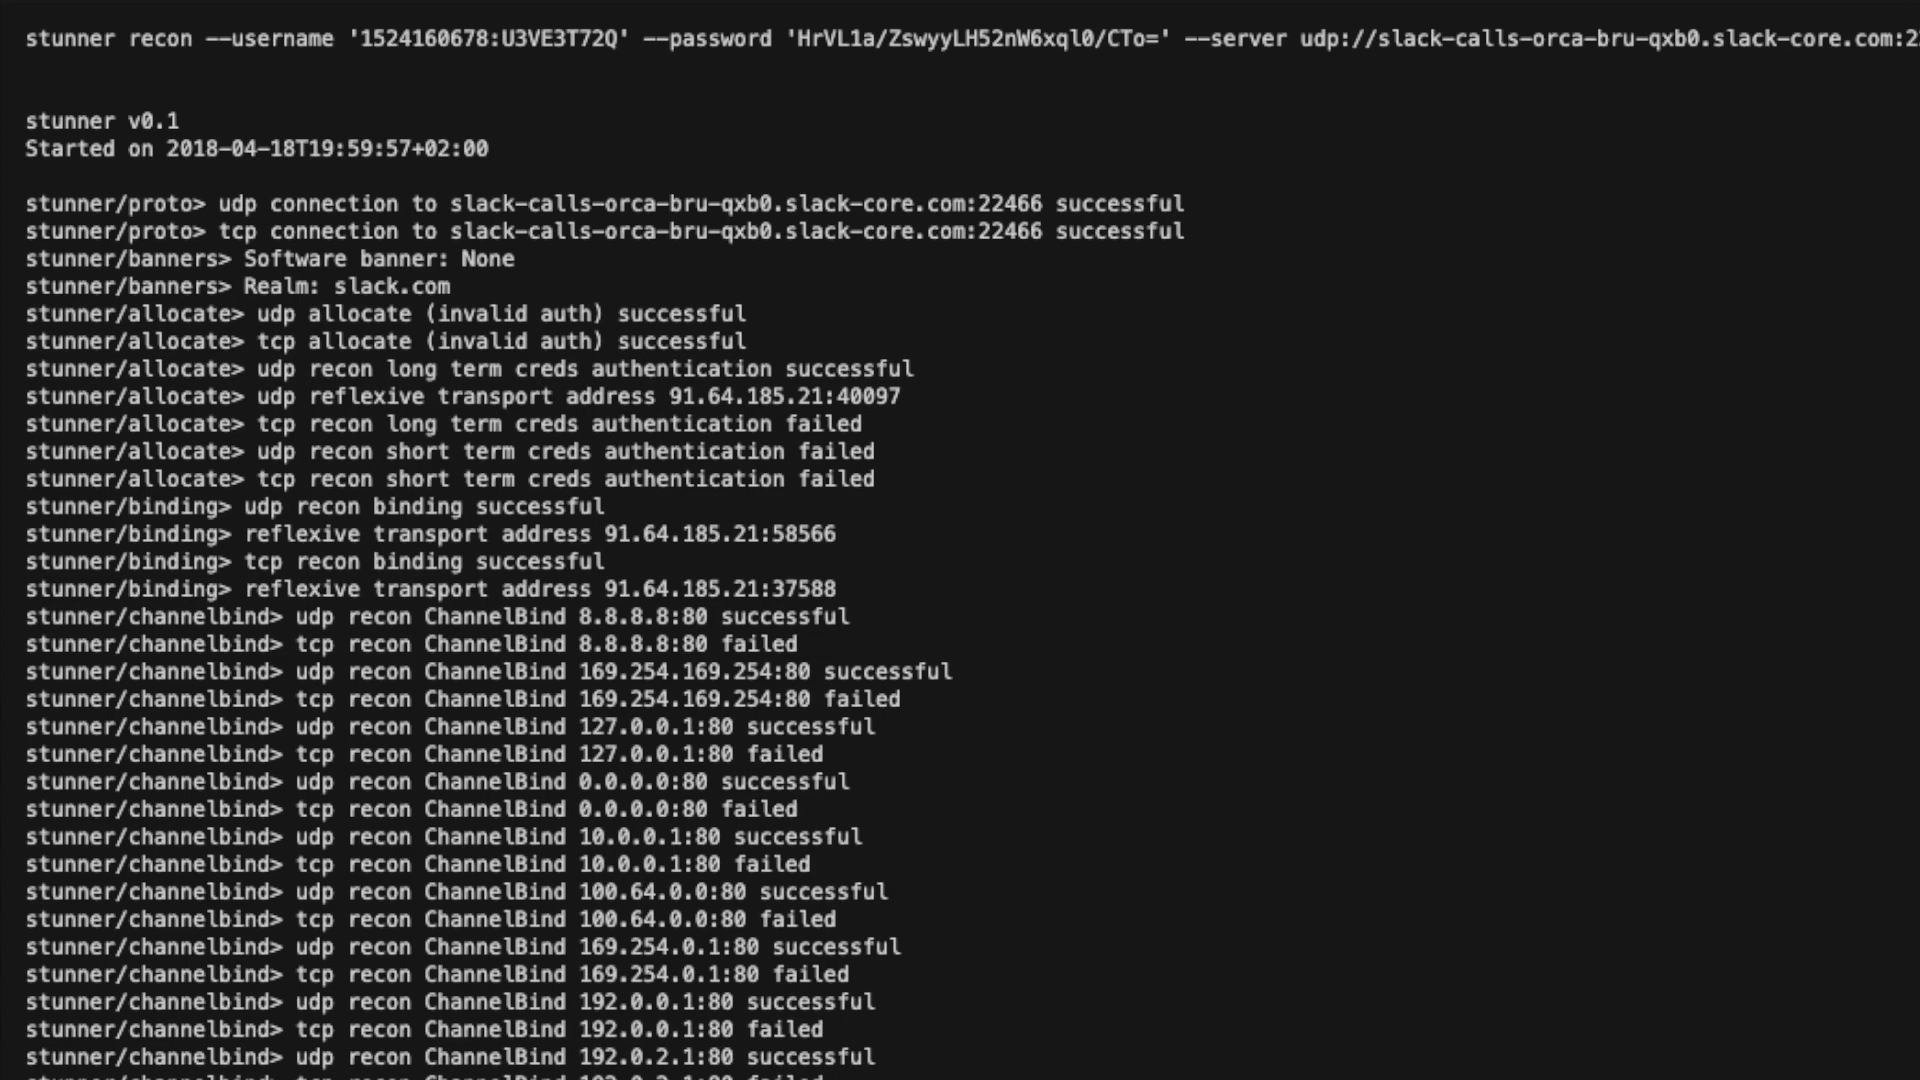 stunner recon --username '1524160678:U3VE3T72Q' --password 'HrVL1a/ZswyyLH52nW6xql0/CTo=' --server udp://slack-calls-orca-bru-qxb0.slack-core.com:2
stunner v0.1
Started on 2018-04-18T19:59:57+02:00
stunner/proto> udp connection to slack-calls-orca-bru-qxb0.slack-core.com:22466 successful
stunner/proto> tcp connection to slack-calls-orca-bru-qxb0.slack-core.com:22466 successful
stunner/banners> Software banner: None
stunner/banners> Realm: slack.com
stunner/allocate> udp allocate (invalid auth) successful
stunner/allocate> tcp allocate (invalid auth) successful
stunner/allocate> udp recon long term creds authentication successful
stunner/allocate> udp reflexive transport address 91.64.185.21:40097
stunner/allocate> tcp recon long term creds authentication failed
stunner/allocate> udp recon short term creds authentication failed
stunner/allocate> tcp recon short term creds authentication failed
stunner/binding> udp recon binding successful
stunner/binding> reflexive transport address 91.64.185.21:58566
stunner/binding> tcp recon binding successful
stunner/binding> reflexive transport address 91.64.185.21:37588
stunner/channelbind> udp recon ChannelBind 8.8.8.8:80 successful
stunner/channelbind> tcp recon ChannelBind 8.8.8.8:80 failed
stunner/channelbind> udp recon ChannelBind 169.254.169.254:80 successful
stunner/channelbind> tcp recon ChannelBind 169.254.169.254:80 failed
stunner/channelbind> udp recon ChannelBind 127.0.0.1:80 successful
stunner/channelbind> tcp recon ChannelBind 127.0.0.1:80 failed
stunner/channelbind> udp recon ChannelBind 0.0.0.0:80 successful
stunner/channelbind> tcp recon ChannelBind 0.0.0.0:80 failed
stunner/channelbind> udp recon ChannelBind 10.0.0.1:80 successful
stunner/channelbind> tcp recon ChannelBind 10.0.0.1:80 failed
stunner/channelbind> udp recon ChannelBind 100.64.0.0:80 successful
stunner/channelbind> tcp recon ChannelBind 100.64.0.0:80 failed
stunner/channelbind> udp recon ChannelBind 169.254.0.1:80 successful
stunner/channelbind> tcp recon ChannelBind 169.254.0.1:80 failed
stunner/channelbind> udp recon ChannelBind 192.0.0.1:80 successful
stunner/channelbind> tcp recon ChannelBind 192.0.0.1:80 failed
stunner/channelbind> udp recon ChannelBind 192.0.2.1:80 successful